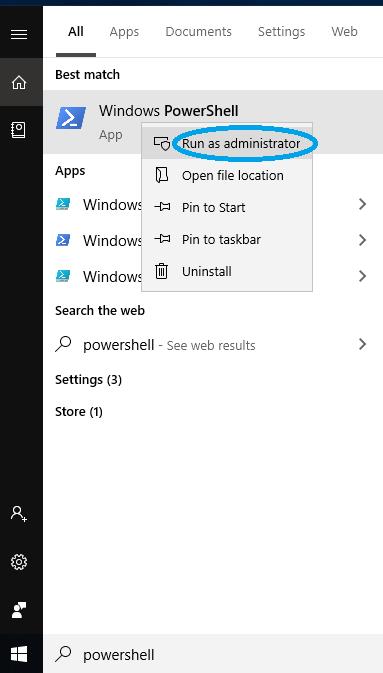 All Apps Documents Settings Web
Best match
Windows PowerShell
App
Run as administrator
Apps
Open file location
Windows
Pin to Start
Windows
Pin to taskbar
Windows
Uninstall
Search the web
powershell - See web results
Settings (3)
Store (1)
powershell